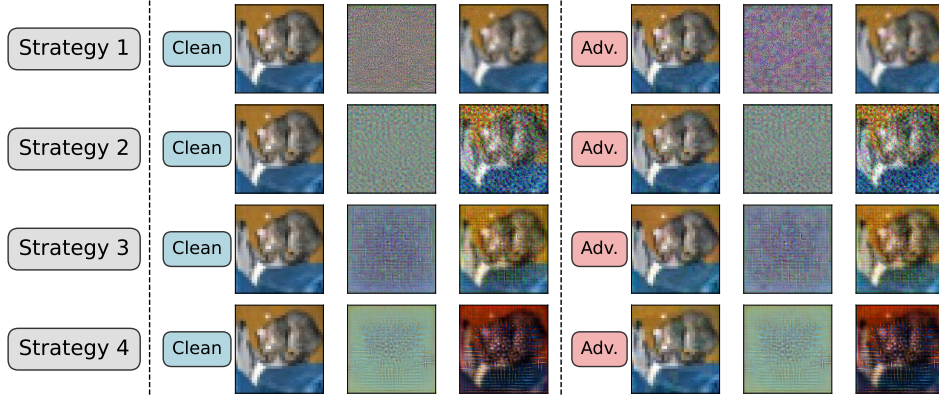 Strategy 1 Clean Adv.
Strategy 2 Clean Adv.
Strategy 3 Clean Adv.
Strategy 4 Clean Adv.